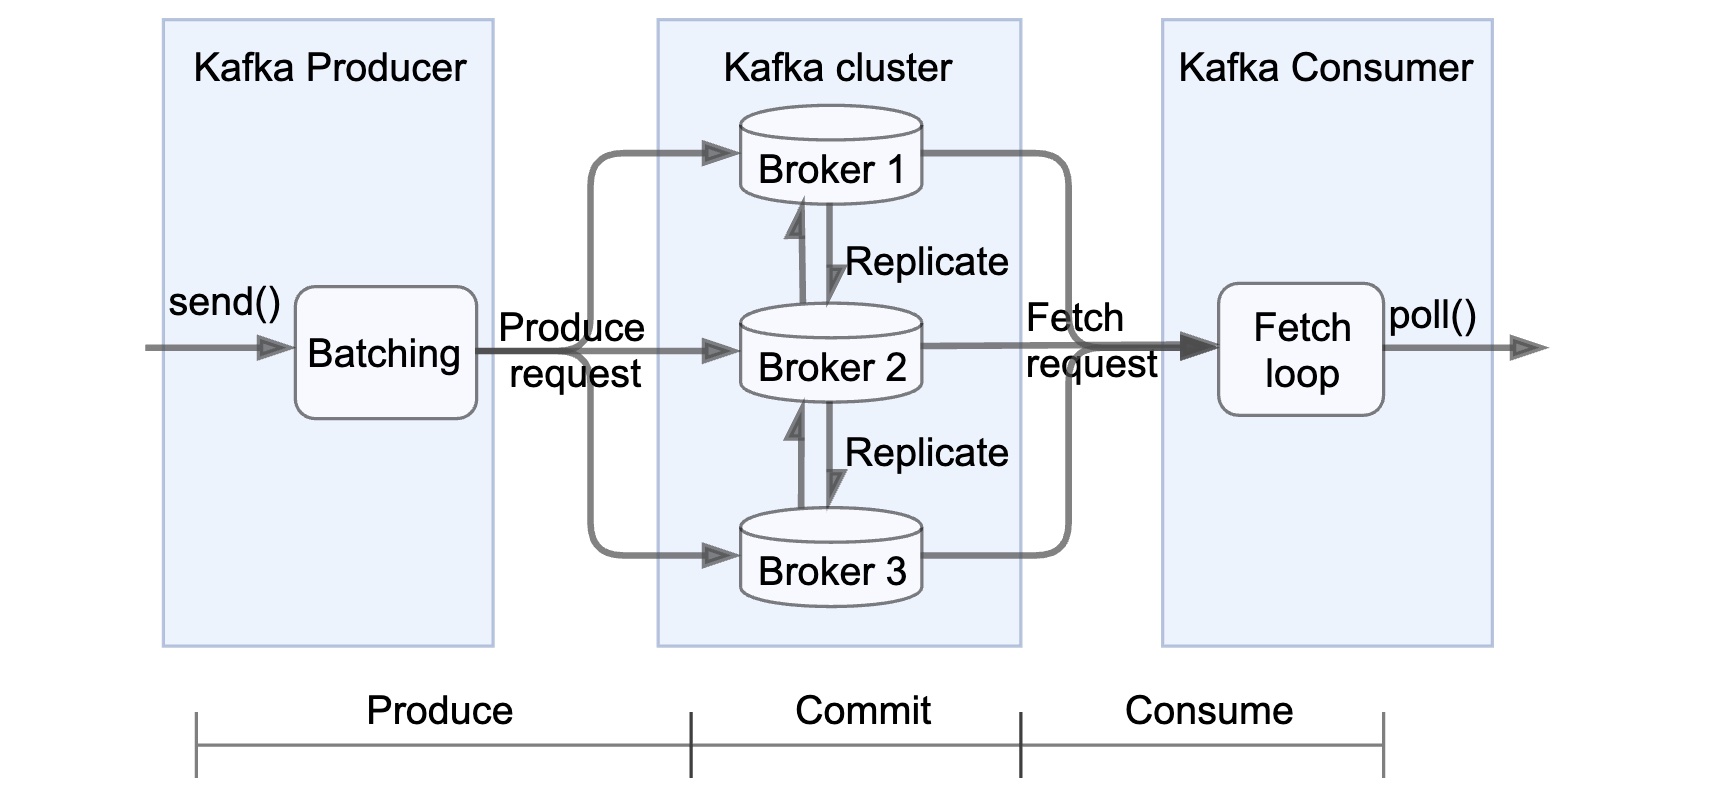 Kafka Producer
Kafka cluster
Kafka Consumer
Broker 1
Replicate
send()
Batching
Produce
request
Broker 2
Fetch
request
Fetch
loop
poll()
Replicate
Broker 3
Produce
Commit
Consume